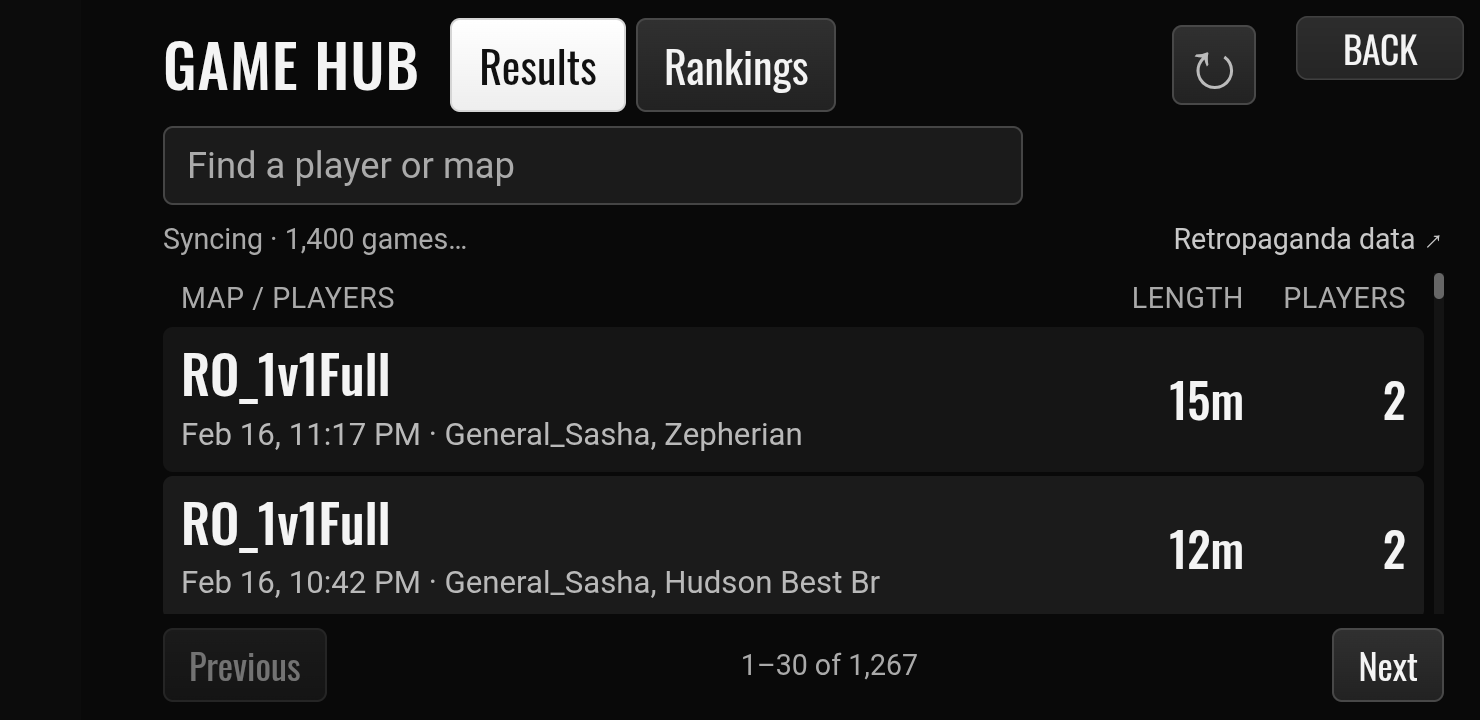 GAME HUB Results Rankings BACK
Find a player or map
Syncing · 1,400 games… Retropaganda data ↗
MAP / PLAYERS LENGTH PLAYERS
RO_1v1Full 15m 2
Feb 16, 11:17 PM · General_Sasha, Zepherian
RO_1v1Full 12m 2
Feb 16, 10:42 PM · General_Sasha, Hudson Best Br
Previous 1–30 of 1,267 Next